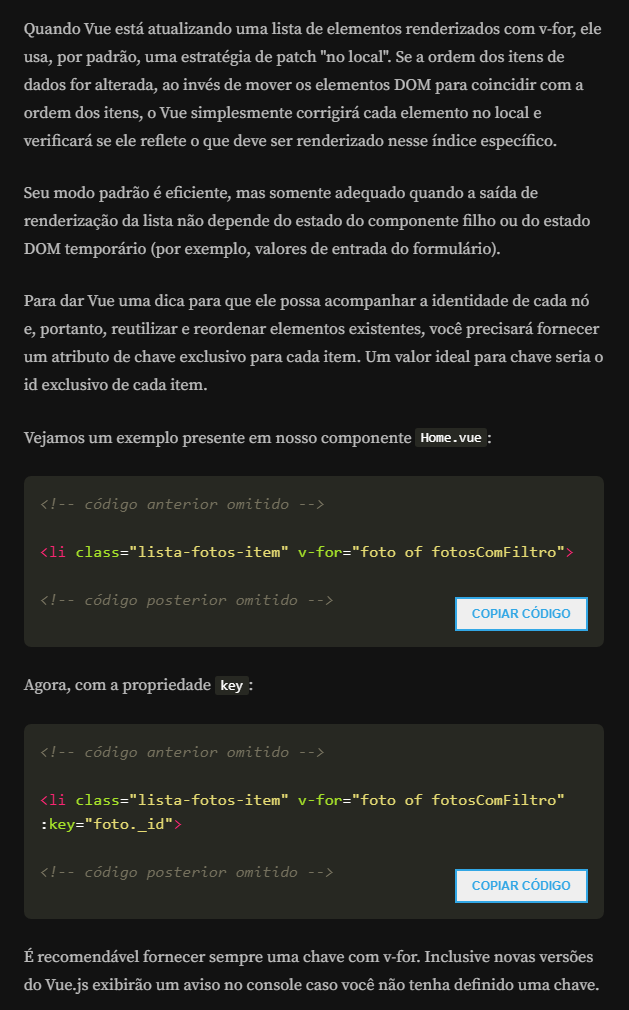 Quando Vue está atualizando uma lista de elementos renderizados com v-for, ele
usa, por padrão, uma estratégia de patch "no local". Se a ordem dos itens de
dados for alterada, ao invés de mover os elementos DOM para coincidir com a
ordem dos itens, o Vue simplesmente corrigirá cada elemento no local e
verificará se ele reflete o que deve ser renderizado nesse índice específico.
Seu modo padrão é eficiente, mas somente adequado quando a saída de
renderização da lista não depende do estado do componente filho ou do estado
DOM temporário (por exemplo, valores de entrada do formulário).
Para dar Vue uma dica para que ele possa acompanhar a identidade de cada nó
e, portanto, reutilizar e reordenar elementos existentes, você precisará fornecer
um atributo de chave exclusivo para cada item. Um valor ideal para chave seria o
id exclusivo de cada item.
Vejamos um exemplo presente em nosso componente Home.vue:
<!-- código anterior omitido -->
<li class="lista-fotos-item" v-for="foto of fotosComFiltro">
<!-- código posterior omitido -->
COPIAR CÓDIGO
Agora, com a propriedade key:
<!-- código anterior omitido -->
<li class="lista-fotos-item" v-for="foto of fotosComFiltro"
:key="foto._id">
<!-- código posterior omitido -->
COPIAR CÓDIGO
É recomendável fornecer sempre uma chave com v-for. Inclusive novas versões
do Vue.js exibirão um aviso no console caso você não tenha definido uma chave.